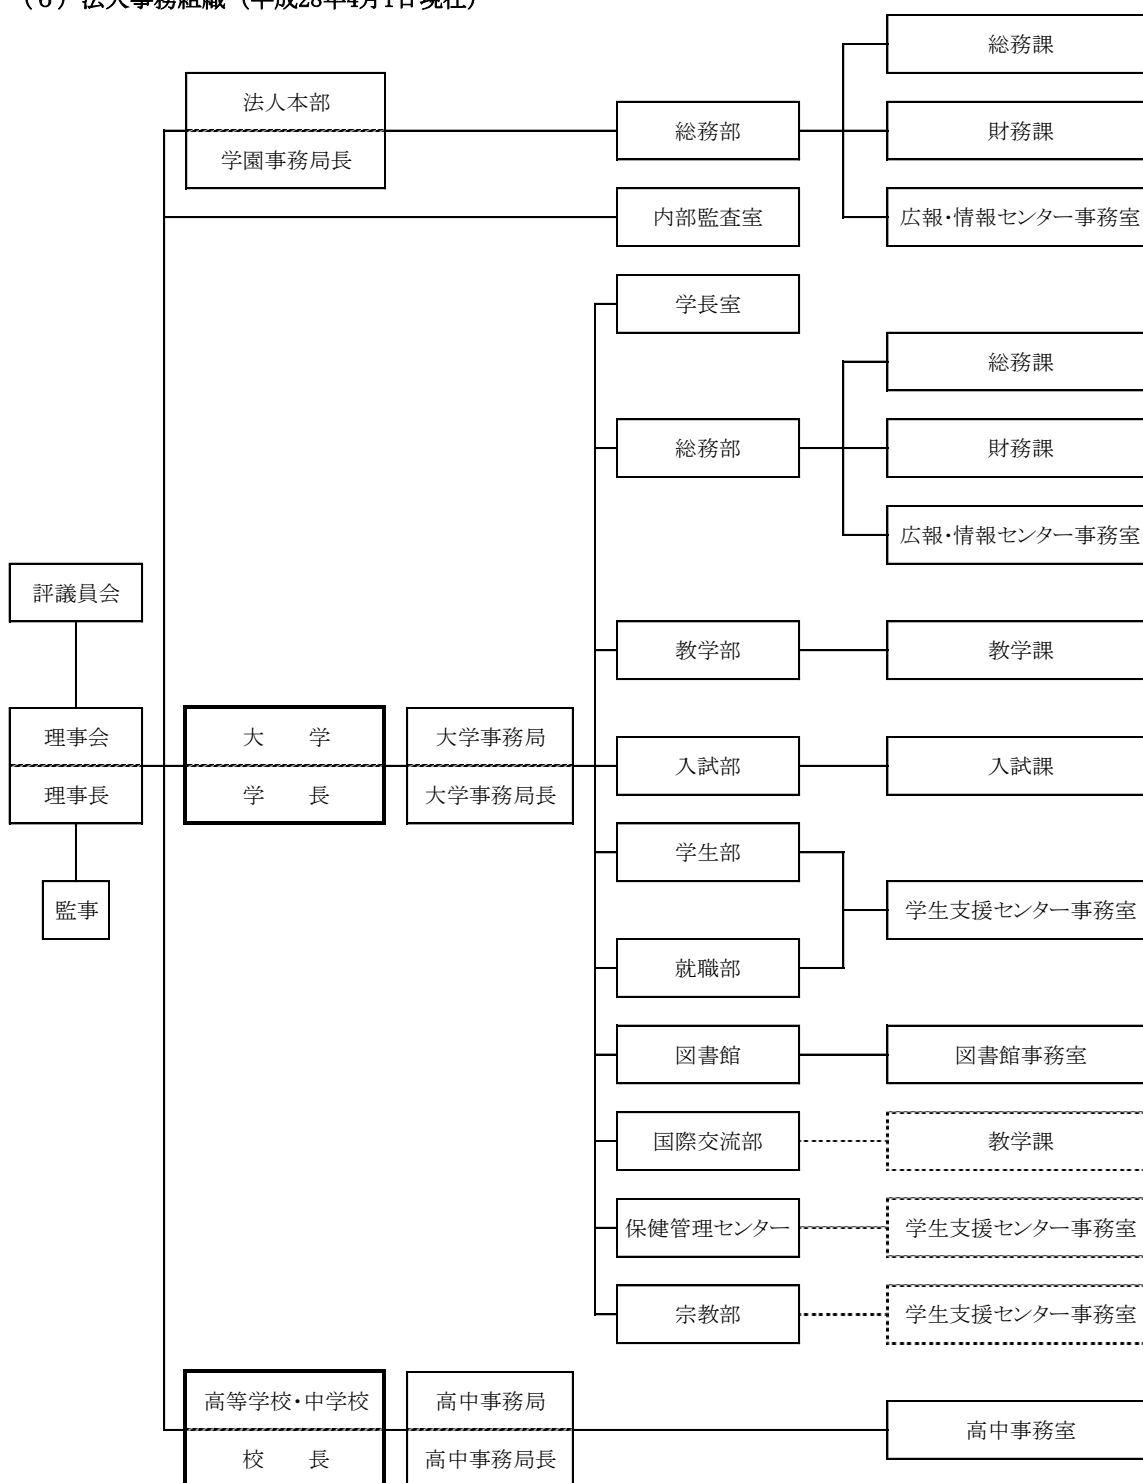 （６）法人事務組織（平成28年4月1日現在）
総務課
法人本部
総務部
財務課
学園事務局長
内部監査室
広報・情報センター事務室
学長室
総務課
総務部
財務課
広報・情報センター事務室
評議員会
教学部
教学課
理事会
大　学
大学事務局
入試部
入試課
理事長
学　長
大学事務局長
学生部
監事
学生支援センター事務室
就職部
図書館
図書館事務室
国際交流部
教学課
保健管理センター
学生支援センター事務室
宗教部
学生支援センター事務室
高等学校・中学校
高中事務局
高中事務室
校　長
高中事務局長